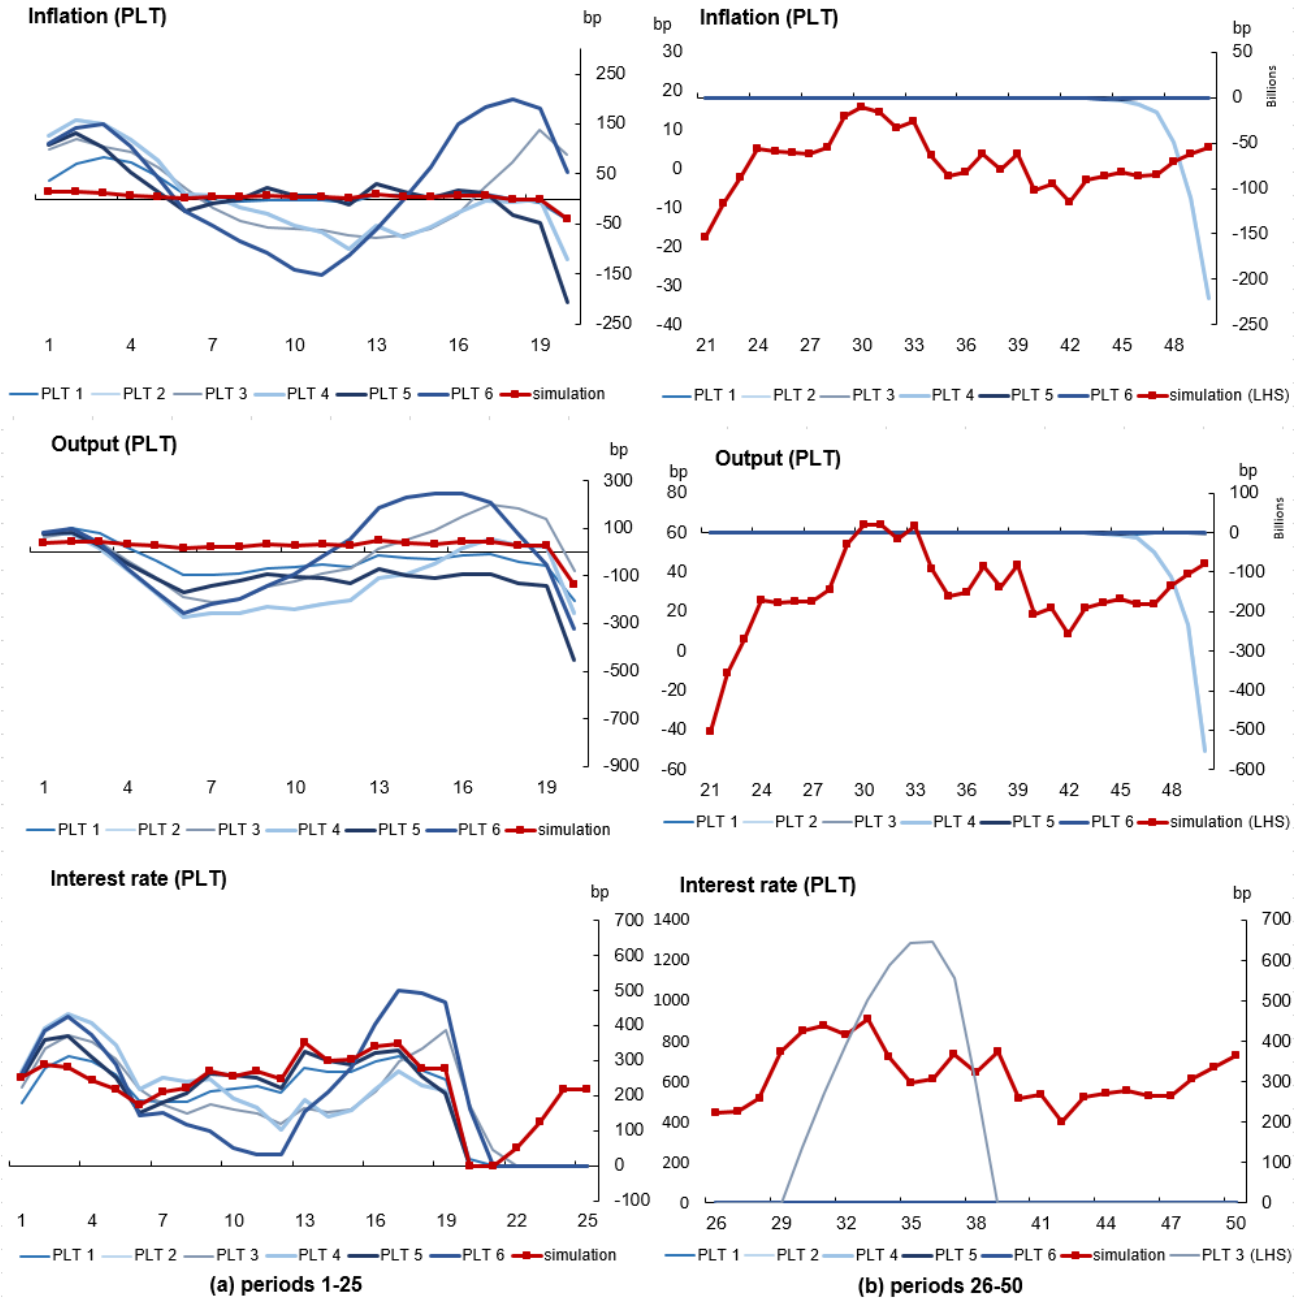 Inflation (PLT)
bp
250
150
50
-50
-150
-250
1 4 7 10 13 16 19
PLT 1 PLT 2 PLT 3 PLT 4 PLT 5 PLT 6 simulation
Inflation (PLT)
bp
bp
30
20
10
0
10
-20
-30
-40
50
0
-50
-100
-150
-200
-250
Billions
21 24 27 30 33 36 39 42 45 48
PLT 1 PLT 2 PLT 3 PLT 4 PLT 5 PLT 6 simulation (LHS)
Output (PLT)
bp
300
100
-100
-300
-500
-700
-900
1 4 7 10 13 16 19
PLT 1 PLT 2 PLT 3 PLT 4 PLT 5 PLT 6 simulation
Output (PLT)
bp
bp
80
60
40
20
0
-20
-40
-60
100
0
-100
-200
-300
-400
-500
-600
Billions
21 24 27 30 33 36 39 42 45 48
PLT 1 PLT 2 PLT 3 PLT 4 PLT 5 PLT 6 simulation (LHS)
Interest rate (PLT)
bp
700
600
500
400
300
200
100
0
-100
1 4 7 10 13 16 19 22 25
PLT 1 PLT 2 PLT 3 PLT 4 PLT 5 PLT 6 simulation
(a) periods 1-25
Interest rate (PLT)
bp
1400
1200
1000
800
600
400
200
0
700
600
500
400
300
200
100
0
26 29 32 35 38 41 44 47 50
PLT 1 PLT 2 PLT 4 PLT 5 PLT 6 simulation PLT 3 (LHS)
(b) periods 26-50